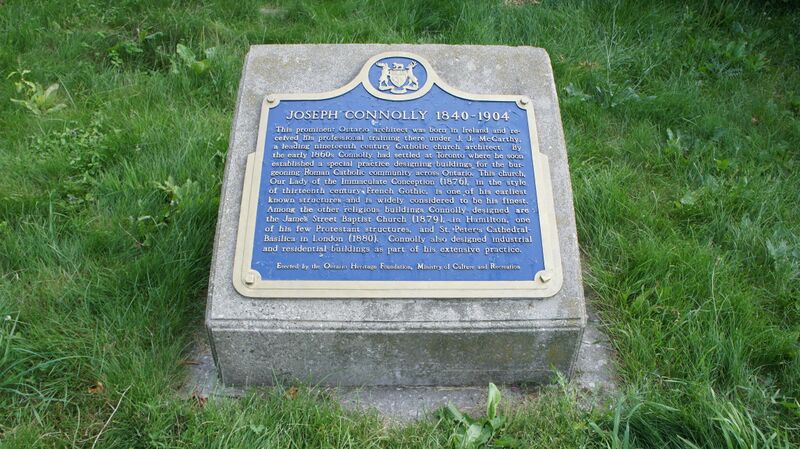 JOSEPH CONNOLLY 1840-1904
This prominent Ontario architect was born in Ireland and re-
ceived his professional training there under J. J. McCarthy,
a leading nineteenth century Catholic church architect. By
the early 1860s Connolly had settled at Toronto where he soon
established a special practice designing buildings for the bur-
geoning Roman Catholic community across Ontario. This church,
Our Lady of the Immaculate Conception (1876), in the style
of thirteenth century French Gothic, is one of his earliest
known structures and is widely considered to be his finest.
Among the other religious buildings Connolly designed are
the James Street Baptist Church (1879), in Hamilton, one
of his few Protestant structures, and St. Peter's Cathedral-
Basilica in London (1880). Connolly also designed industrial
and residential buildings as part of his extensive practice.
Erected by the Ontario Heritage Foundation, Ministry of Culture and Recreation